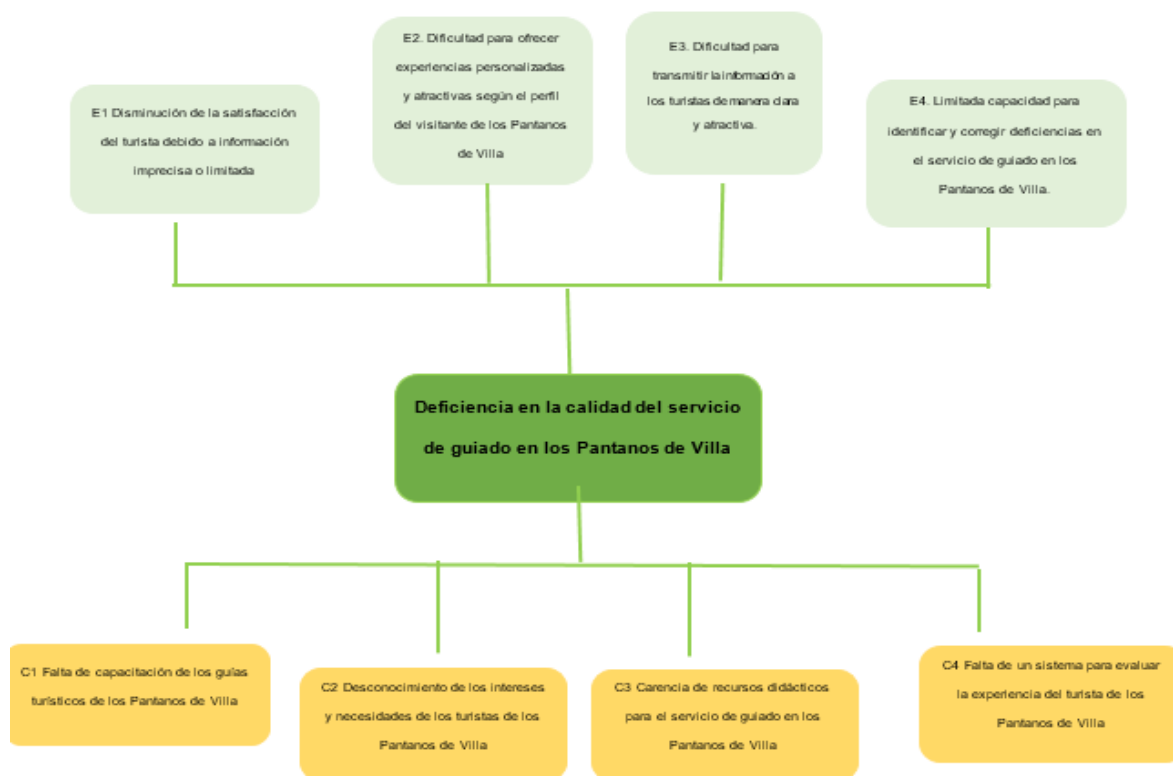 E1 Disminución de la satisfacción
del turista debido a información
imprecisa o limitada
E2. Dificultad para ofrecer
experiencias personalizadas
y atractivas según el perfil
del visitante de los Pantanos
de Villa
E3. Dificultad para
transmitir la información a
los turistas de manera clara
y atractiva.
E4. Limitada capacidad para
identificar y corregir deficiencias en
el servicio de guiado en los
Pantanos de Villa.
Deficiencia en la calidad del servicio
de guiado en los Pantanos de Villa
C1 Falta de capacitación de los guías
turísticos de los Pantanos de Villa
C2 Desconocimiento de los intereses
y necesidades de los turistas de los
Pantanos de Villa
C3 Carencia de recursos didácticos
para el servicio de guiado en los
Pantanos de Villa
C4 Falta de un sistema para evaluar
la experiencia del turista de los
Pantanos de Villa